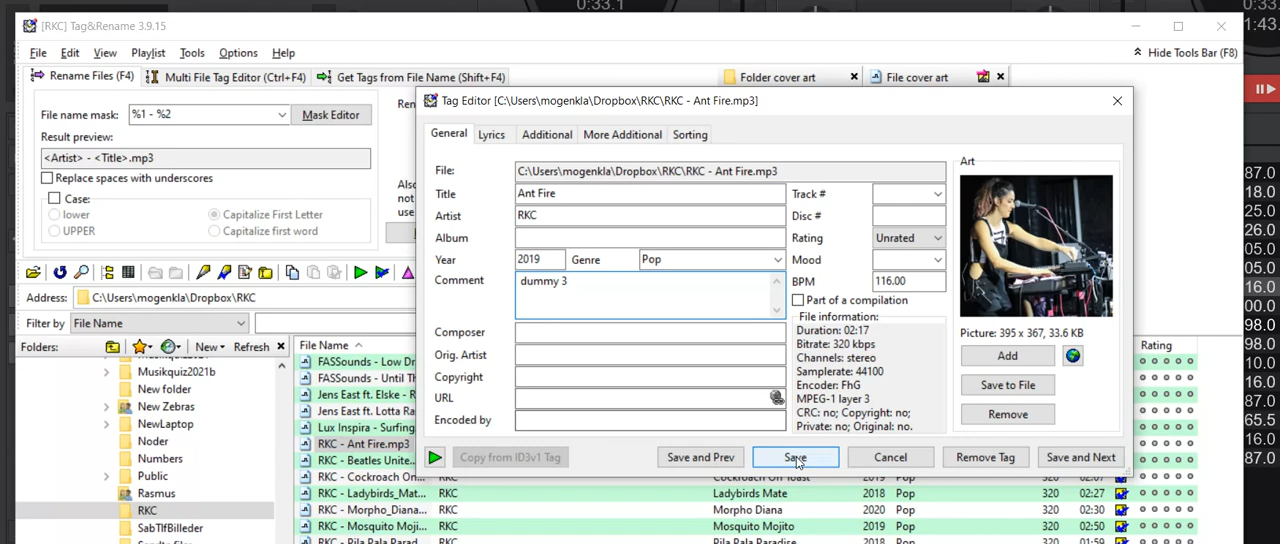 0:33.1
0:33.
1:43.
[RKC] Tag&Rename 3.9.15
File Edit View Playlist Tools Options Help
Hide Tools Bar (F8)
Rename Files (F4) Multi File Tag Editor (Ctrl+F4) Get Tags from File Name (Shift+F4) Folder cover art File cover art
File name mask: %1 - %2 Mask Editor
Result preview:
<Artist> - <Title>.mp3
Replace spaces with underscores
Case:
lower Capitalize First Letter
UPPER Capitalize first word
Tag Editor [C:\Users\mogenkla\Dropbox\RKC\RKC - Ant Fire.mp3]
General Lyrics Additional More Additional Sorting
File: C:\Users\mogenkla\Dropbox\RKC\RKC - Ant Fire.mp3
Title Ant Fire Track #
Artist RKC Disc #
Album Rating Unrated
Year 2019 Genre Pop Mood
Comment dummy 3 BPM 116.00
Part of a compilation
Composer
Orig. Artist
Copyright
URL
Encoded by
File information:
Duration: 02:17
Bitrate: 320 kbps
Channels: stereo
Samplerate: 44100
Encoder: FhG
MPEG-1 layer 3
CRC: no; Copyright: no;
Private: no; Original: no.
Art
Picture: 395 x 367, 33.6 KB
Add
Save to File
Remove
Copy from ID3v1 Tag Save and Prev Save Cancel Remove Tag Save and Next
Address: C:\Users\mogenkla\Dropbox\RKC
Filter by File Name
Folders: New Refresh
Musikquiz2021b
New folder
New Zebras
NewLaptop
Noder
Numbers
Public
Rasmus
RKC
SabTlfBilleder
File Name Rating
FASSounds - Low Dr
FASSounds - Until Th
Jens East ft. Elske - R
Jens East ft. Lotta Ra
Lux Inspira - Surfing
RKC - Ant Fire.mp3
RKC - Beatles Unite...
RKC - Cockroach On... RKC Cockroach On Toast 2019 Pop 320 02:07
RKC - Ladybirds_Mat... RKC Ladybirds Mate 2018 Pop 320 02:27
RKC - Morpho_Diana... RKC Morpho Diana 2020 Pop 320 02:30
RKC - Mosquito Moji... RKC Mosquito Mojito 2019 Pop 320 02:50
RKC - Pila Pala Parad... RKC Pila Pala Paradise 2018 Pop 320 01:59
87.0
18.0
25.0
05.0
05.0
16.0
00.0
98.0
98.0
10.0
16.0
65.5
16.0
87.0